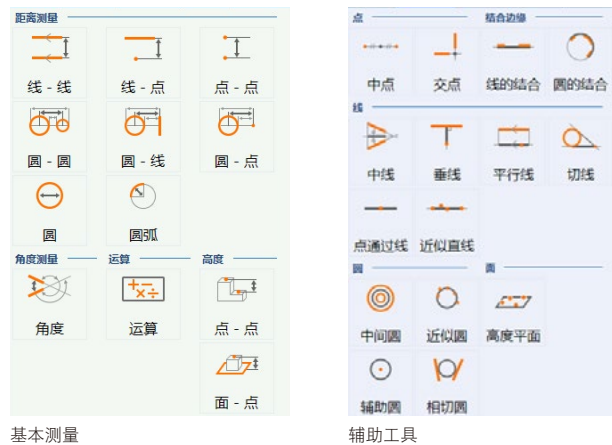 距离测量
线 - 线
线 - 点
点 - 点
圆 - 圆
圆 - 线
圆 - 点
圆
圆弧
角度测量
运算
高度
角度
运算
点 - 点
面 - 点
基本测量
点
结合边缘
中点
交点
线的结合
圆的结合
线
中线
垂线
平行线
切线
点通过线
近似直线
圆
面
中间圆
近似圆
高度平面
辅助圆
相切圆
辅助工具